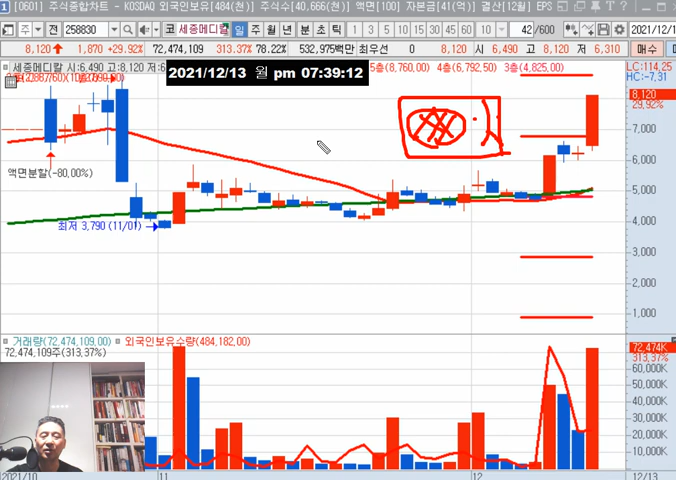 [0601] 주식종합차트 - KOSDAQ 외국인보유[484(천)] 주식수[40,666(천)] 액면[100] 자본금[41(억)] 결산[12월] EPS
주 전 258830 코 세종메디칼 일 주 월 년 분 초 틱 1 3 5 10 15 30 45 60 42 /600 2021/12/1
8,120 ↑ 1,870 +29.92% 72,474,109 313.37% 78.22% 532,975백만 최우선 0 8,120 시 6,490 고 8,120 저 6,310 매수
세종메디칼 시:6,490 고:8,120 저:6 5층(8,760,00) 4층(6,792,50) 3층(4,825,00) LC:114,25
2021/12/13 월 pm 07:39:12
HC:-7,31
8,120
29,92%
7,000
6,000
액면분할(-80,00%)
5,000
최저 3,790 (11/01)
4,000
3,000
2,000
1,000
거래량(72,474,109,00) 외국인보유수량(484,182,00)
72,474,109주(313,37%)
72,474K
313,37%
60,000K
50,000K
40,000K
30,000K
20,000K
10,000K
2021/10 11 12 12/13